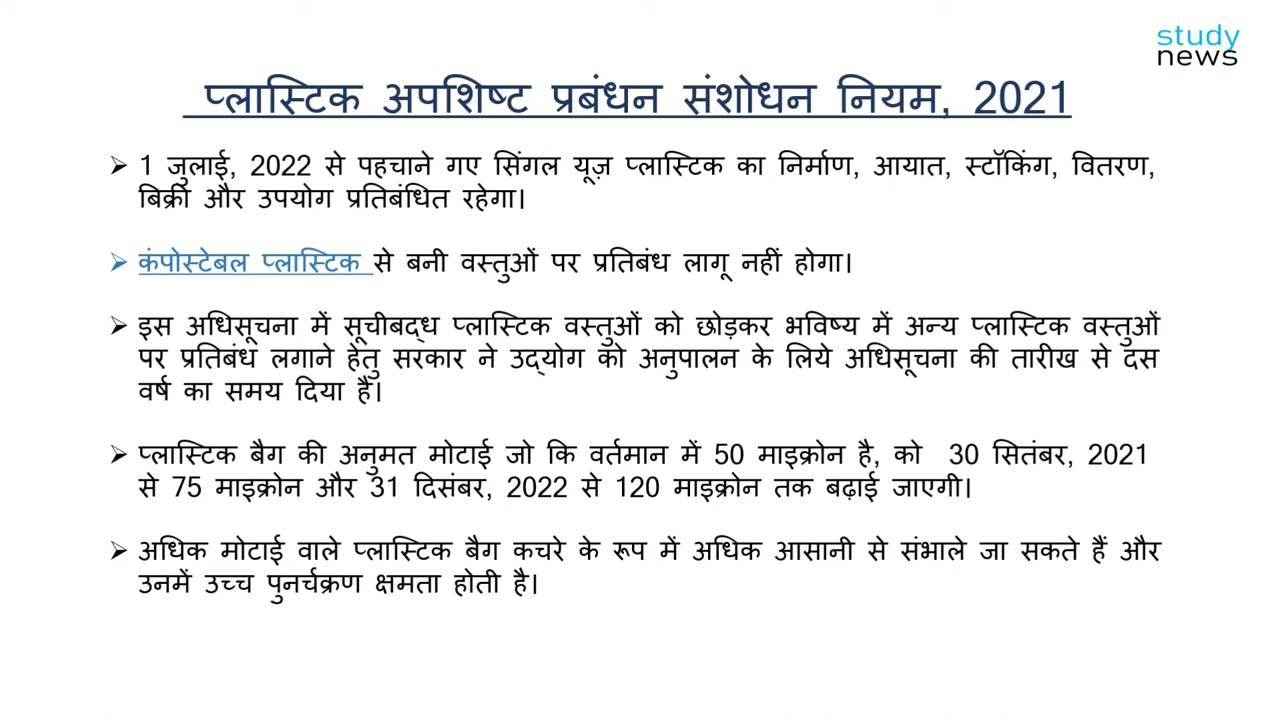 study
news
प्लास्टिक अपशिष्ट प्रबंधन संशोधन नियम, 2021
➢ 1 जुलाई, 2022 से पहचाने गए सिंगल यूज़ प्लास्टिक का निर्माण, आयात, स्टॉकिंग, वितरण,
बिक्री और उपयोग प्रतिबंधित रहेगा।
➢ कंपोस्टेबल प्लास्टिक से बनी वस्तुओं पर प्रतिबंध लागू नहीं होगा।
➢ इस अधिसूचना में सूचीबद्ध प्लास्टिक वस्तुओं को छोड़कर भविष्य में अन्य प्लास्टिक वस्तुओं
पर प्रतिबंध लगाने हेतु सरकार ने उद्योग को अनुपालन के लिये अधिसूचना की तारीख से दस
वर्ष का समय दिया है।
➢ प्लास्टिक बैग की अनुमत मोटाई जो कि वर्तमान में 50 माइक्रोन है, को 30 सितंबर, 2021
से 75 माइक्रोन और 31 दिसंबर, 2022 से 120 माइक्रोन तक बढ़ाई जाएगी।
➢ अधिक मोटाई वाले प्लास्टिक बैग कचरे के रूप में अधिक आसानी से संभाले जा सकते हैं और
उनमें उच्च पुनर्चक्रण क्षमता होती है।